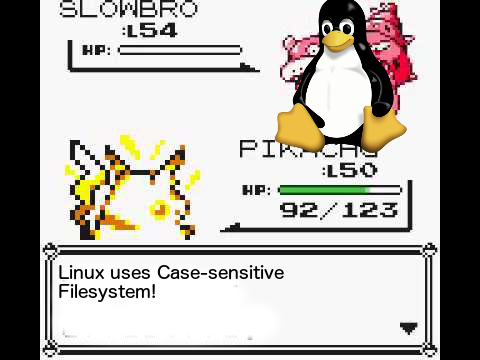 SLOWBRO
:L54
HP:
PIKACHU
:L50
HP:
92/123
Linux uses Case-sensitive
Filesystem!